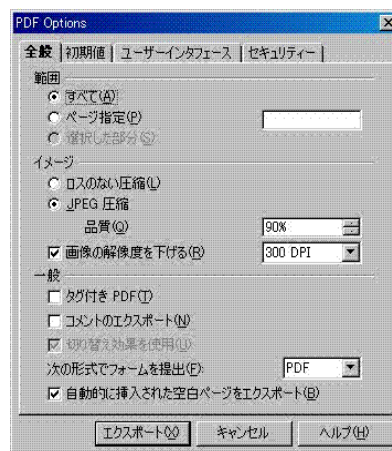 PDF Options
全般 初期値 ユーザーインタフェース セキュリティー
範囲
すべて(A)
ページ指定(P)
選択した部分(S)
イメージ
ロスのない圧縮(L)
JPEG 圧縮
品質(Q) 90%
画像の解像度を下げる(R) 300 DPI
一般
タグ付き PDF(T)
コメントのエクスポート(N)
切り替え効果を使用(U)
次の形式でフォームを提出(F): PDF
自動的に挿入された空白ページをエクスポート(B)
エクスポート(X) キャンセル ヘルプ(H)